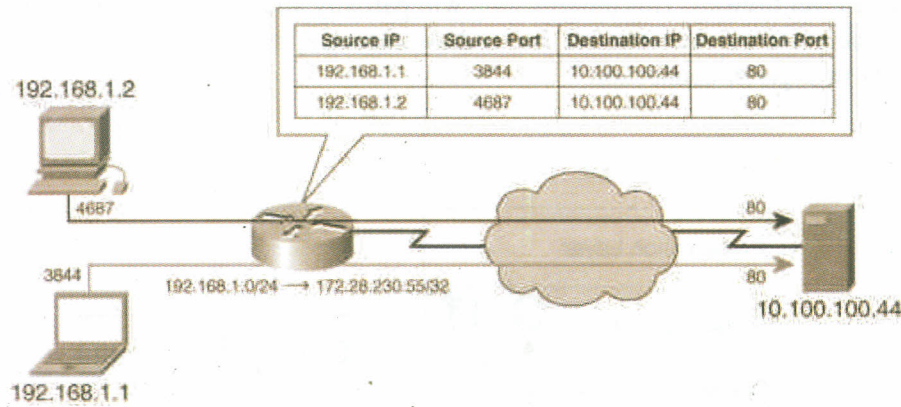 Source IP Source Port Destination IP Destination Port
192.168.1.1 3844 10.100.100.44 80
192.168.1.2 4687 10.100.100.44 80
192.168.1.2
4687
80
3844
80
192.168.1.0/24 → 172.28.230.55/32
10.100.100.44
192.168.1.1